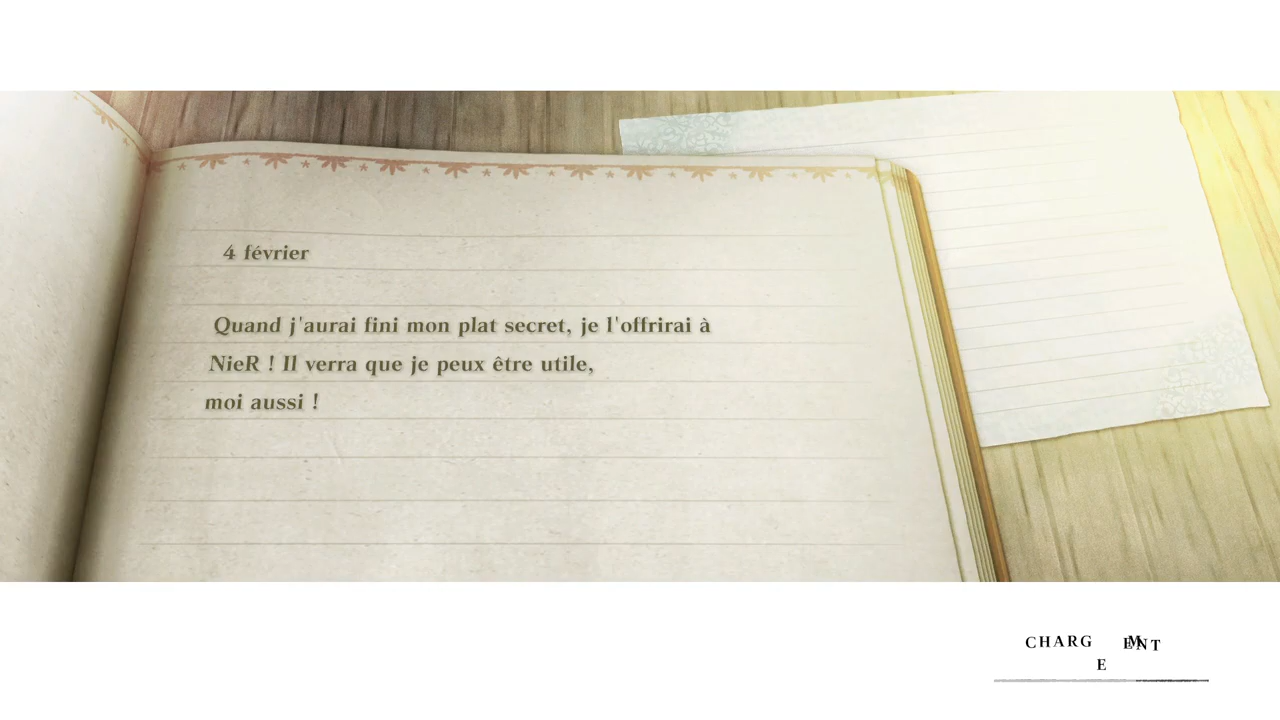 4 février
Quand j'aurai fini mon plat secret, je l'offrirai à
NieR ! Il verra que je peux être utile,
moi aussi !
CHARGEMENT